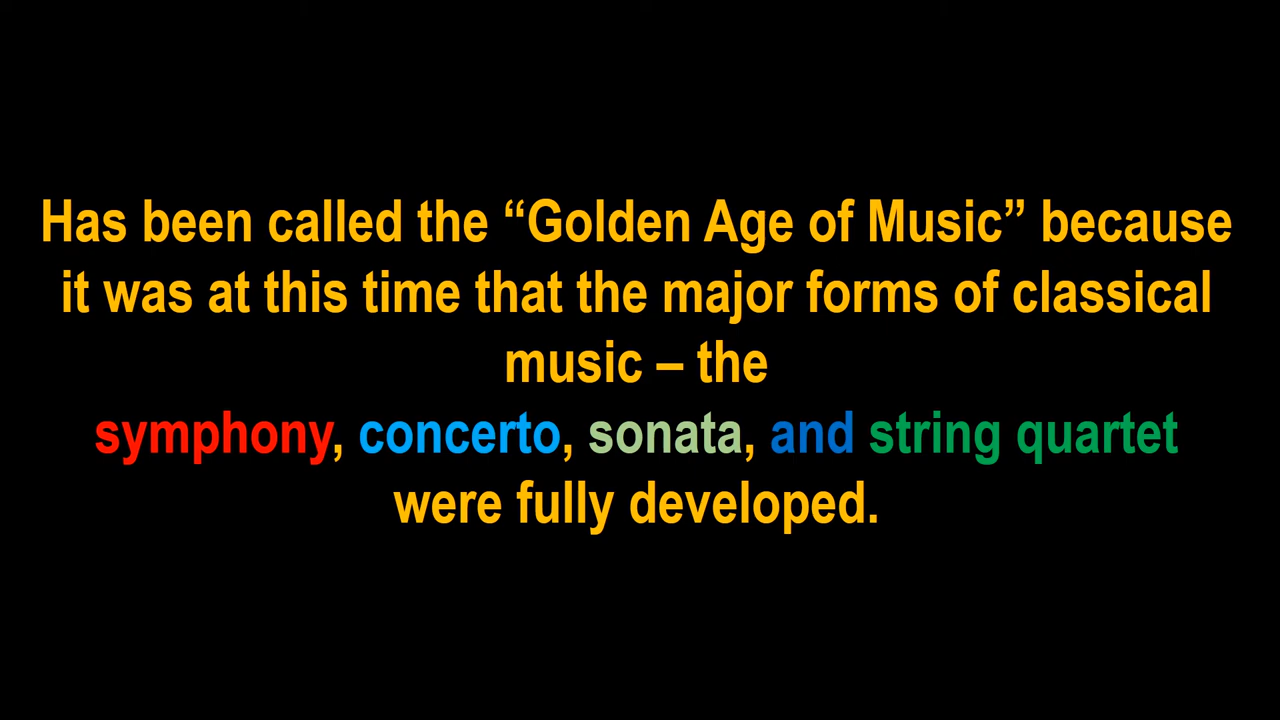 Has been called the “Golden Age of Music” because
it was at this time that the major forms of classical
music – the
symphony, concerto, sonata, and string quartet
were fully developed.